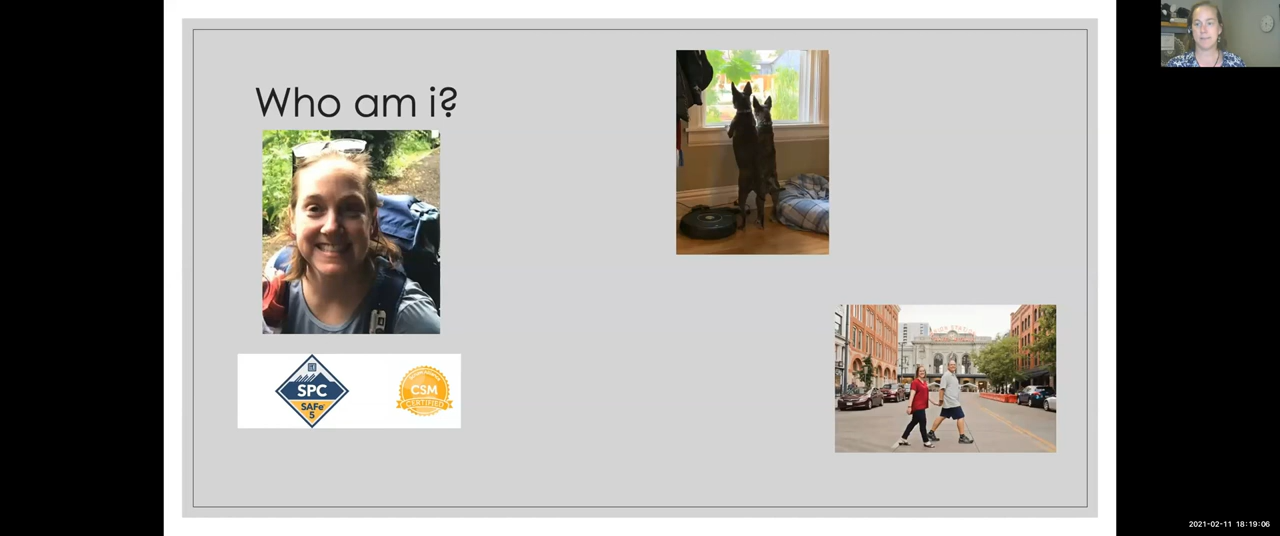 Who am i?
SPC
SAFe
5
CSM
CERTIFIED
UNION STATION
2021-02-11 18:19:06